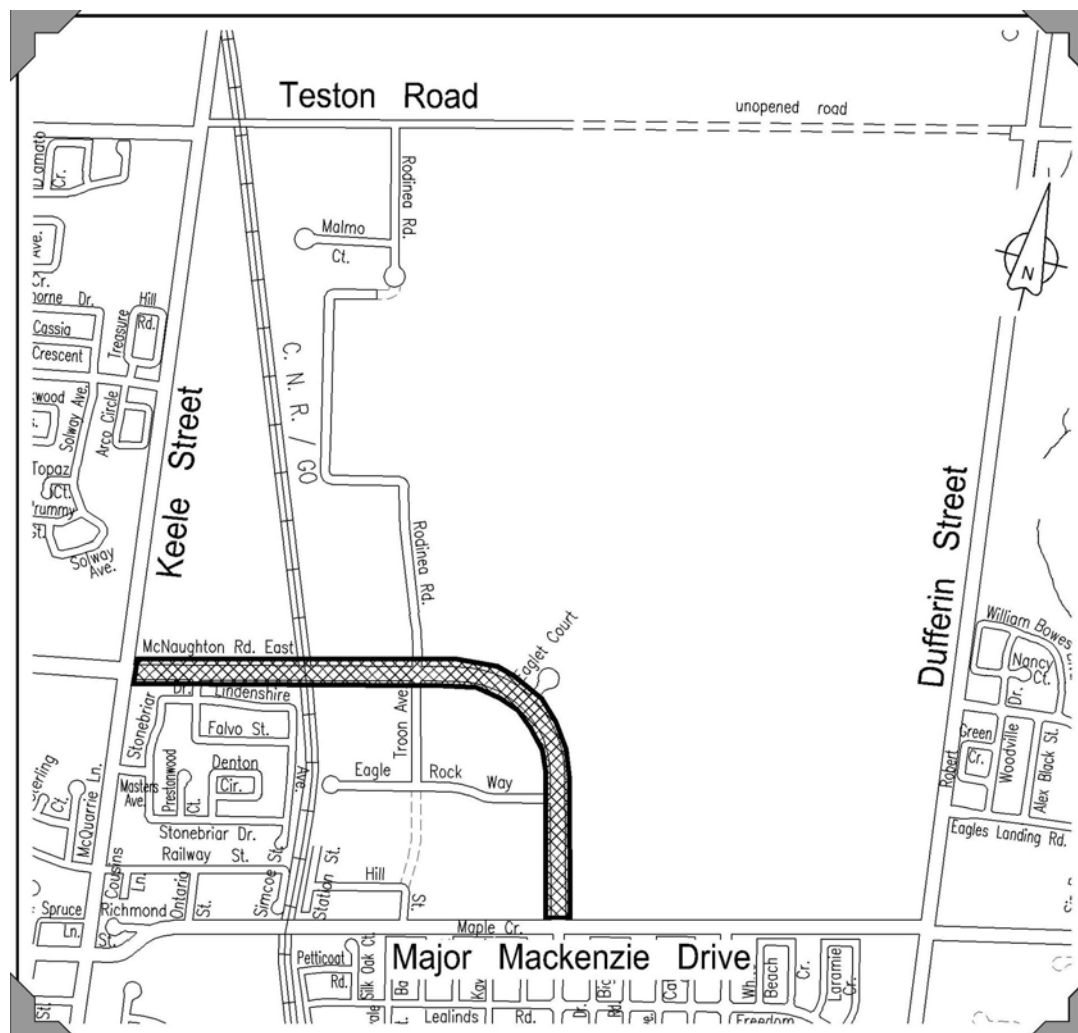 Teston Road
unopened road
D'amato
Cr.
Rodinea Rd.
Malmo
Ct.
N
Ave.
Cr.
Dr.
Hill
Rd.
Treasure
Cassia
Crescent
Solway Ave.
Arco Circle
Topaz
Ct.
Solway
Ave.
Keele Street
C. N. R. / GO
Rodinea Rd.
Dufferin Street
McNaughton Rd. East
Eaglet Court
William Bowes
Nancy
Ct.
Dr.
Woodville
Green
Cr.
Robert
Alex Black St.
Eagles Landing Rd.
Stonebriar
Dr.
Lindenshire
Ave.
Falvo St.
Denton
Cir.
Masters
Ave.
Prestonwood
Ct.
Stonebriar Dr.
Troon Ave.
Eagle Rock Way
Ct.
McQuarrie Ln.
Railway St.
Cousins
Ln.
Ontario
St.
Simcoe St.
Station St.
Hill
St.
Spruce
Ln.
Richmond
St.
Maple Cr.
Major Mackenzie Drive
Petticoat
Rd.
Silk Oak Ct.
Beach
Cr.
Laramie
Cr.
Lealinds Rd.
Dr.
Rd.
Freedom
St.